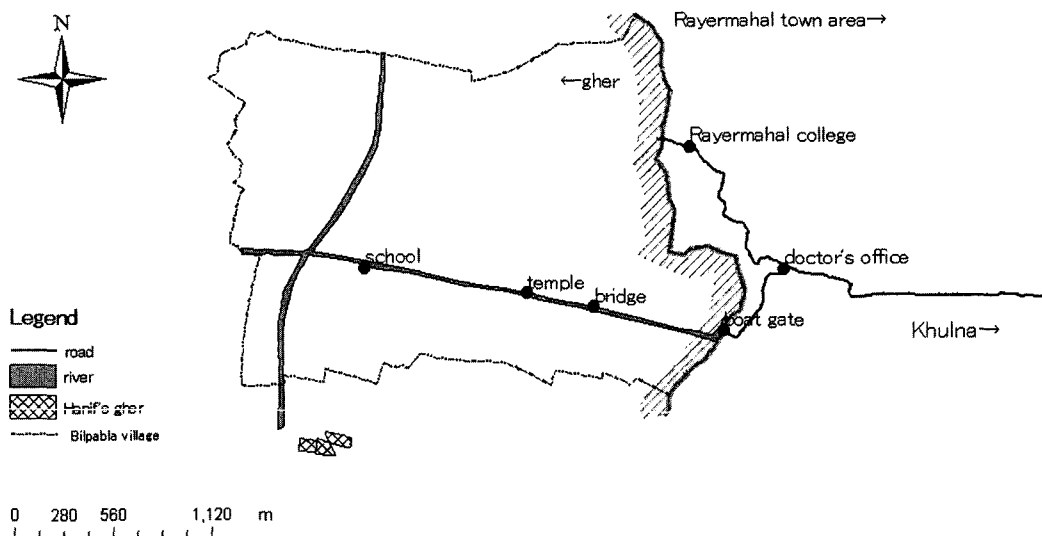 N
Rayermahal town area→
←gher
Rayermahal college
school
doctor's office
temple
bridge
boat gate
Khulna→
Legend
road
river
Hanif's gher
Bilpabla village
0 280 560 1,120 m